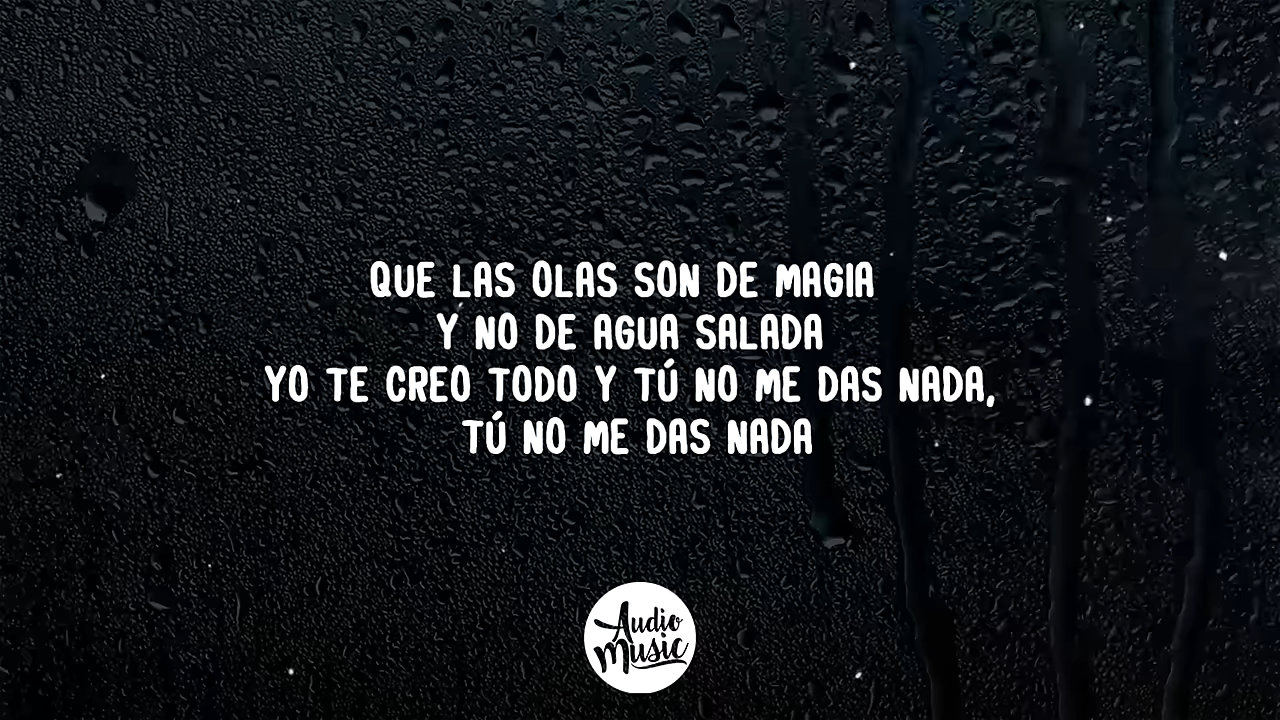 QUE LAS OLAS SON DE MAGIA
Y NO DE AGUA SALADA
YO TE CREO TODO Y TÚ NO ME DAS NADA,
TÚ NO ME DAS NADA
Audio
Music